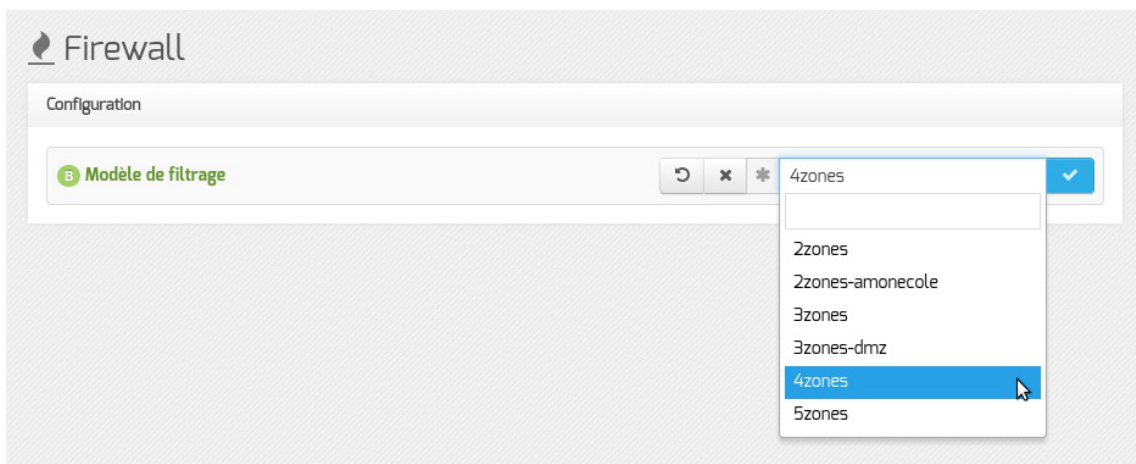 Firewall
Configuration
B Modèle de filtrage
4zones
2zones
2zones-amonecole
3zones
3zones-dmz
4zones
5zones